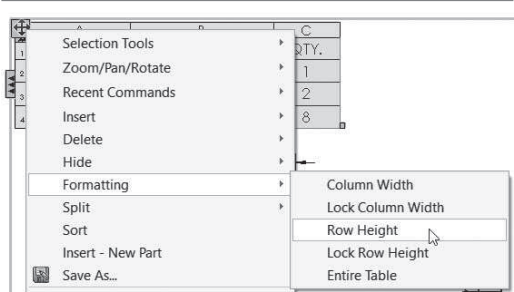 C
1
QTY.
2
1
3
2
4
8
Selection Tools
Zoom/Pan/Rotate
Recent Commands
Insert
Delete
Hide
Formatting
Split
Sort
Insert - New Part
Save As...
Column Width
Lock Column Width
Row Height
Lock Row Height
Entire Table